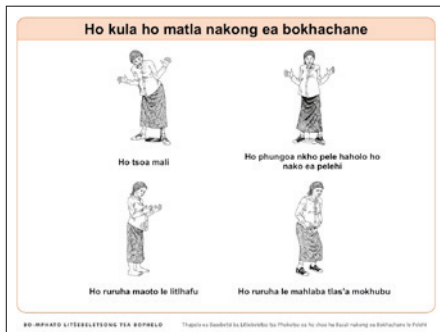 Ho kula ho matla nakong ea bokhachane
Ho tsoa mali
Ho phungoa nkho pele haholo ho
nako ea pelehi
Ho ruruha maoto le litlhafu
Ho ruruha le mahlaba tlas'a mokhubu
BO-MPHATO LITŠEBELETSONG TSA BOPHELO